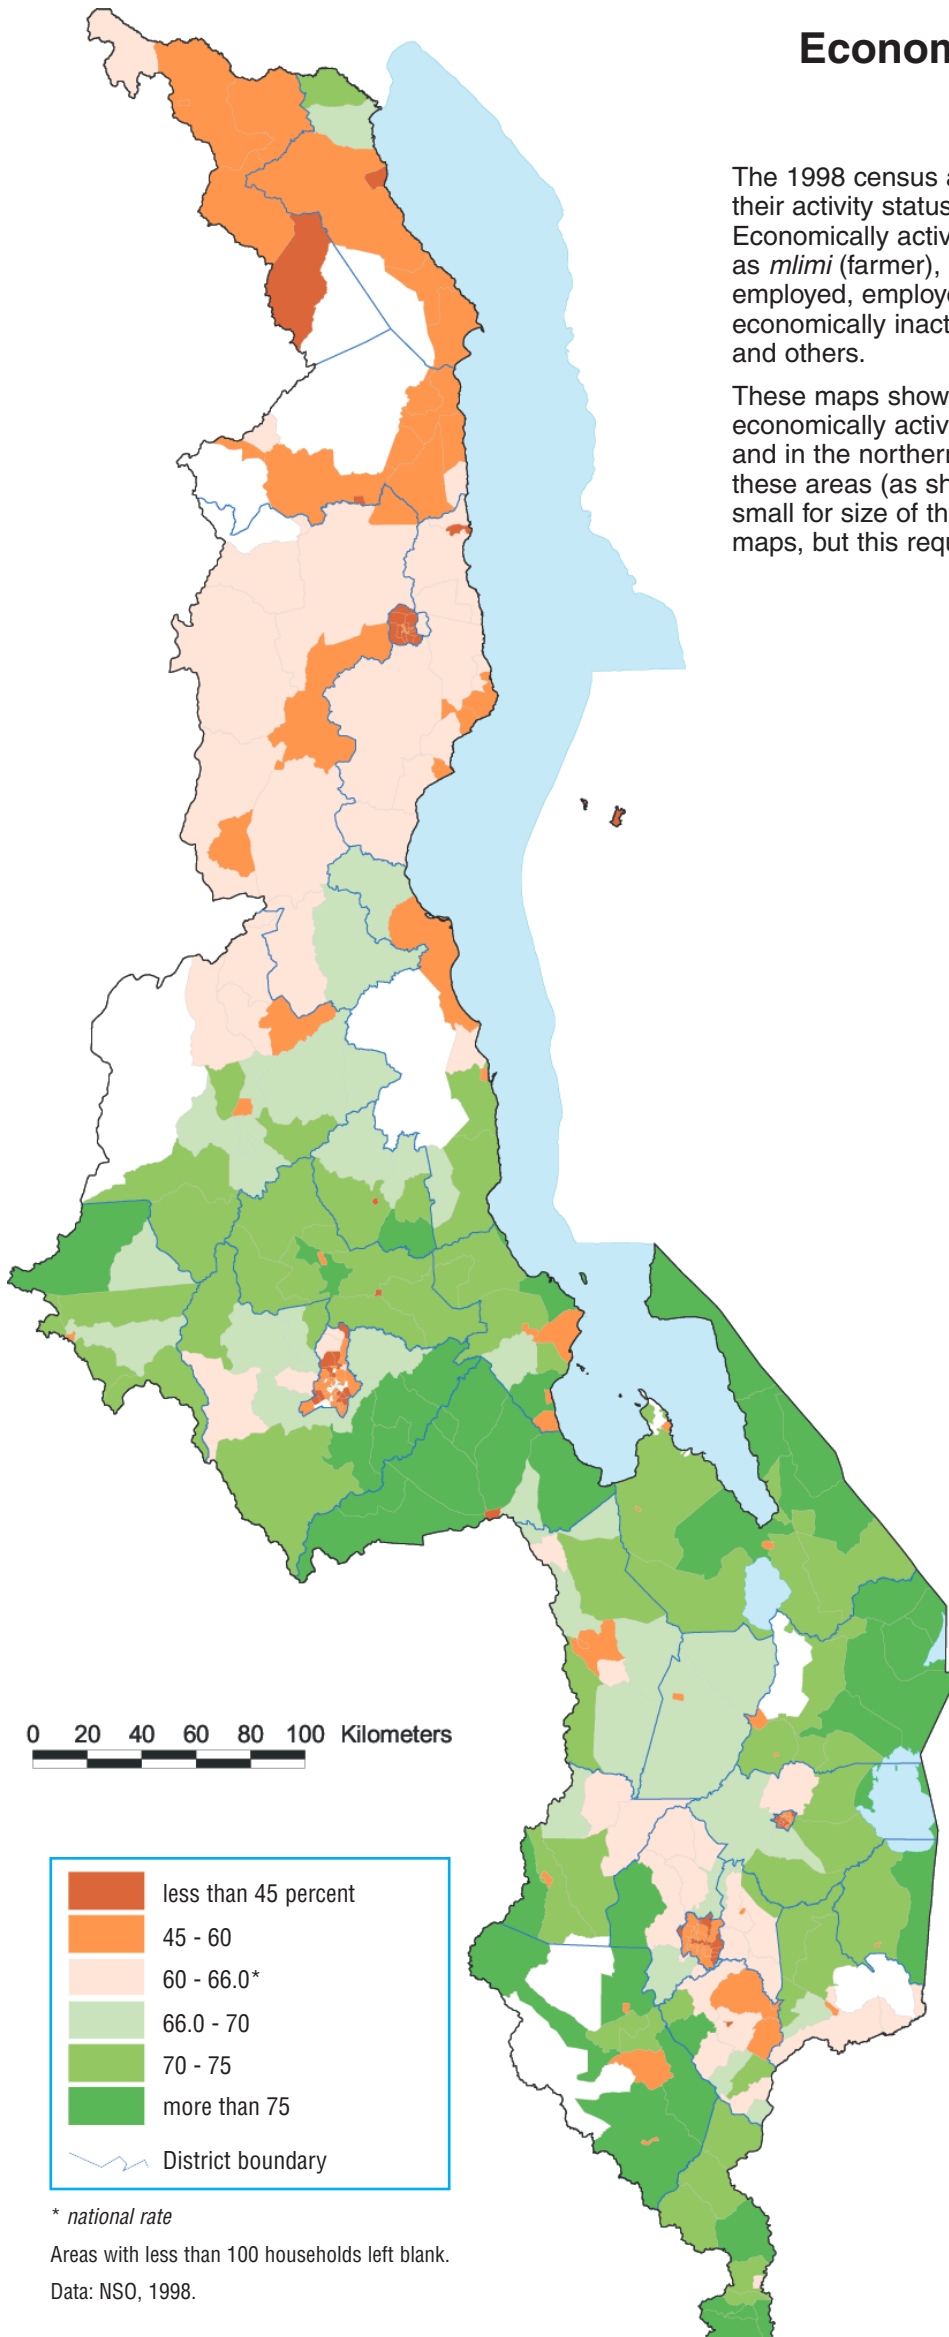 Econom
The 1998 census a
their activity status
Economically activ
as mlimi (farmer),
employed, employe
economically inact
and others.
These maps show
economically activ
and in the northern
these areas (as sh
small for size of th
maps, but this requ
0 20 40 60 80 100 Kilometers
less than 45 percent
45 - 60
60 - 66.0*
66.0 - 70
70 - 75
more than 75
District boundary
* national rate
Areas with less than 100 households left blank.
Data: NSO, 1998.